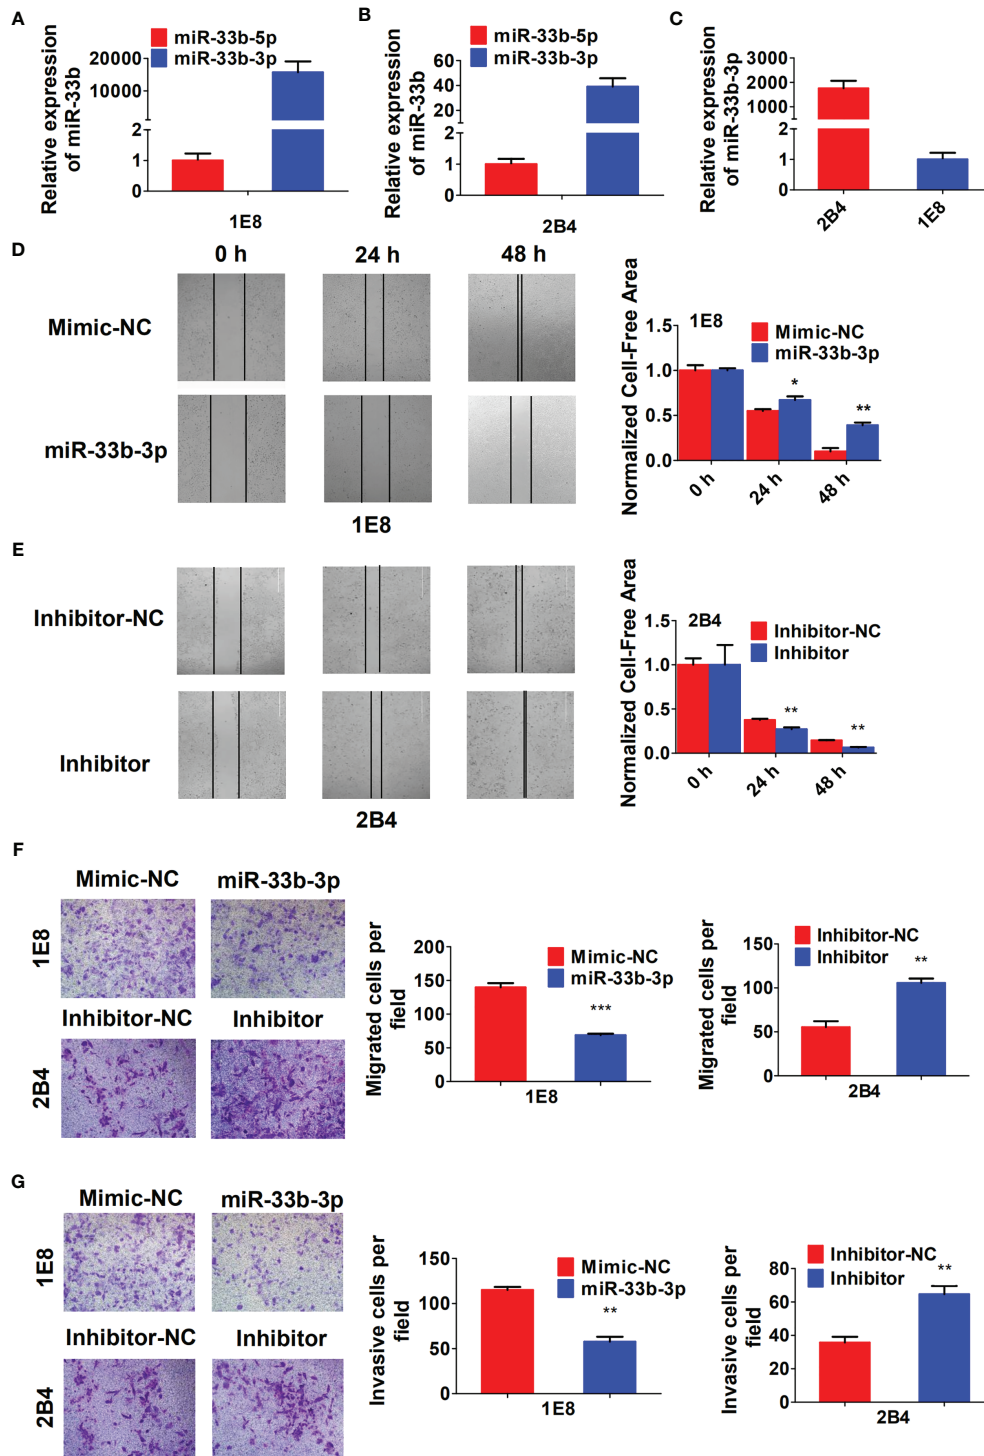 A
Relative expression
of miR-33b
miR-33b-5p
miR-33b-3p
20000
10000
2
1
0
1E8
B
Relative expression
of miR-33b
miR-33b-5p
miR-33b-3p
60
40
20
2
1
0
2B4
C
Relative expression
of miR-33b-3p
3000
2000
1000
2
1
0
2B4
1E8
D
0 h
24 h
48 h
Mimic-NC
miR-33b-3p
1E8
Normalized Cell-Free Area
1E8
Mimic-NC
miR-33b-3p
1.5
1.0
0.5
0.0
*
**
0 h
24 h
48 h
E
Inhibitor-NC
Inhibitor
2B4
Normalized Cell-Free Area
2B4
Inhibitor-NC
Inhibitor
1.5
1.0
0.5
0.0
**
**
0 h
24 h
48 h
F
Mimic-NC
miR-33b-3p
1E8
Inhibitor-NC
Inhibitor
2B4
Migrated cells per
field
200
150
100
50
0
Mimic-NC
miR-33b-3p
***
1E8
Migrated cells per
field
150
100
50
0
Inhibitor-NC
Inhibitor
**
2B4
G
Mimic-NC
miR-33b-3p
1E8
Inhibitor-NC
Inhibitor
2B4
Invasive cells per
field
150
100
50
0
Mimic-NC
miR-33b-3p
**
1E8
Invasive cells per
field
80
60
40
20
0
Inhibitor-NC
Inhibitor
**
2B4